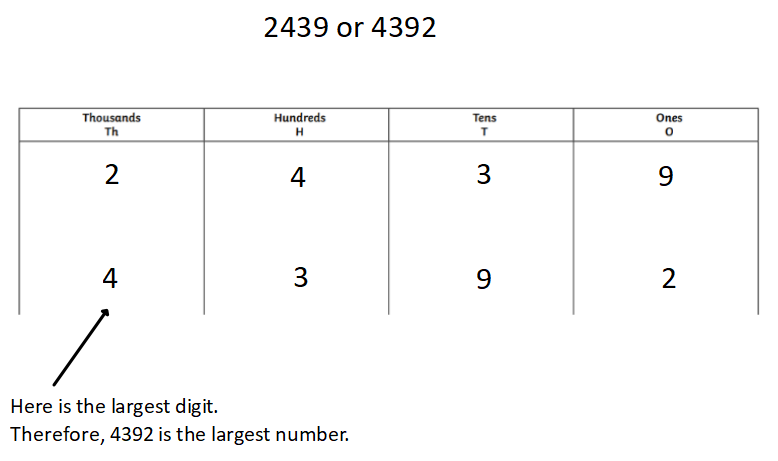 2439 or 4392
Thousands Hundreds Tens Ones
Th H T O
2 4 3 9
4 3 9 2
Here is the largest digit.
Therefore, 4392 is the largest number.